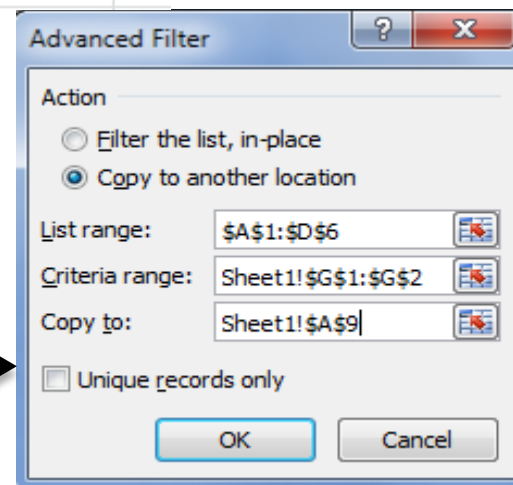 Advanced Filter
Action
Filter the list, in-place
Copy to another location
List range: $A$1:$D$6
Criteria range: Sheet1!$G$1:$G$2
Copy to: Sheet1!$A$9
Unique records only
OK Cancel